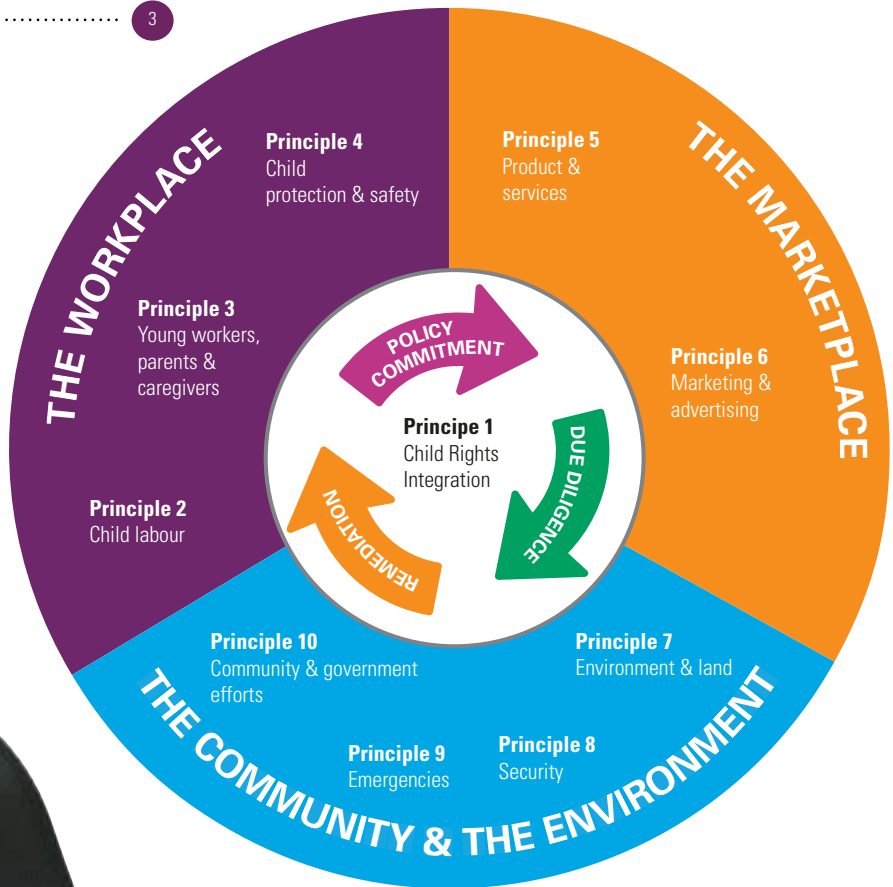 3
THE WORKPLACE
Principle 4
Child
protection & safety
Principle 3
Young workers,
parents &
caregivers
Principle 2
Child labour
THE MARKETPLACE
Principle 5
Product &
services
Principle 6
Marketing &
advertising
POLICY
COMMITMENT
Principe 1
Child Rights
Integration
DUE DILIGENCE
REMEDIATION
Principle 10
Community & government
efforts
Principle 7
Environment & land
Principle 9
Emergencies
Principle 8
Security
THE COMMUNITY & THE ENVIRONMENT